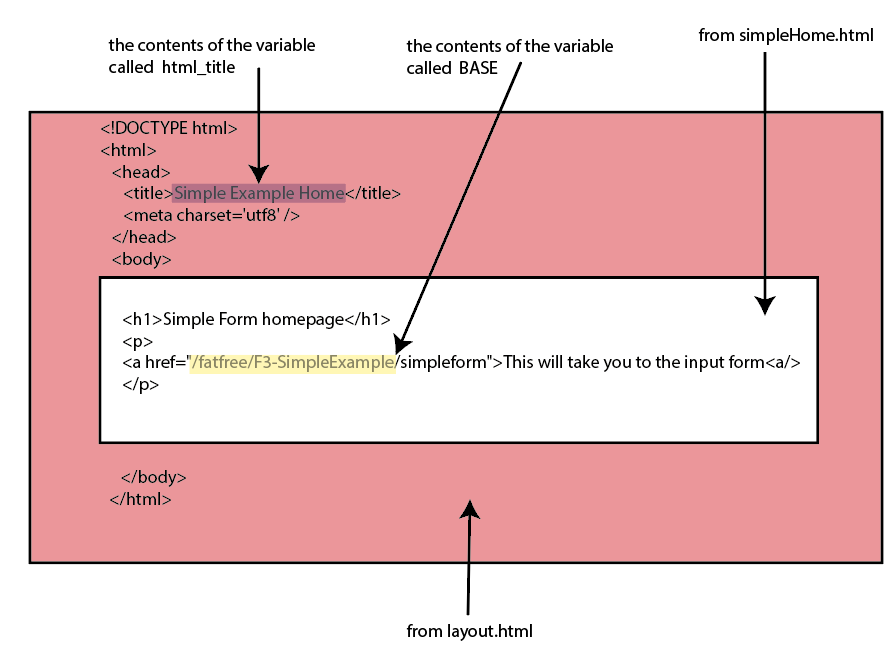 the contents of the variable
called html_title
the contents of the variable
called BASE
from simpleHome.html
<!DOCTYPE html>
<html>
<head>
<title>Simple Example Home</title>
<meta charset='utf8' />
</head>
<body>
<h1>Simple Form homepage</h1>
<p>
<a href="/fatfree/F3-SimpleExample/simpleform">This will take you to the input form<a/>
</p>
</body>
</html>
from layout.html